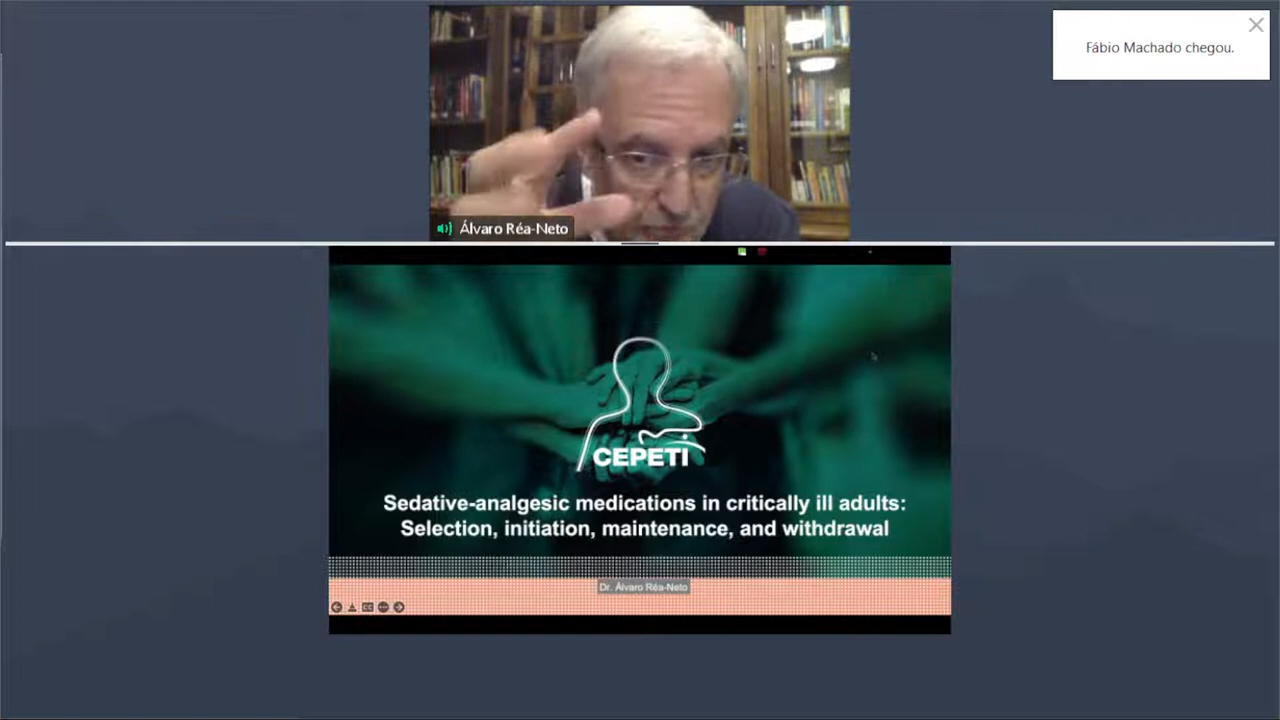 Fábio Machado chegou.
Álvaro Réa-Neto
CEPETI
Sedative-analgesic medications in critically ill adults:
Selection, initiation, maintenance, and withdrawal
Dr. Álvaro Réa-Neto
CC